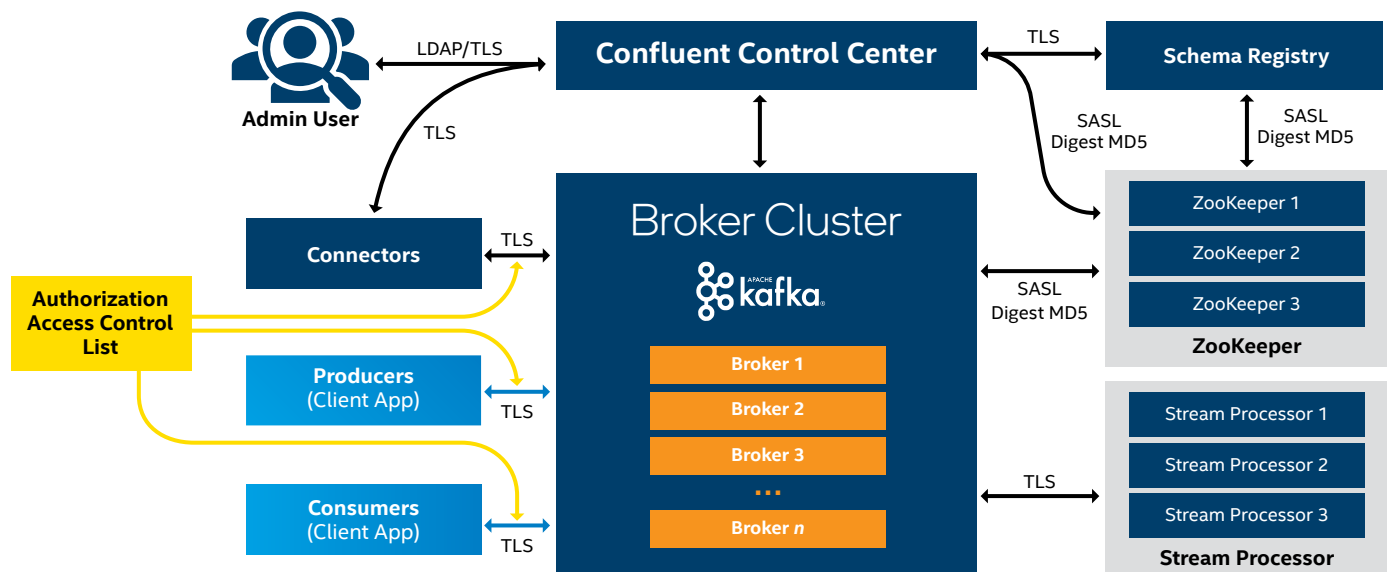 LDAP/TLS
Confluent Control Center
TLS
Schema Registry
Admin User
TLS
SASL
Digest MD5
SASL
Digest MD5
Connectors
TLS
Broker Cluster
APACHE
kafka®
ZooKeeper 1
ZooKeeper 2
ZooKeeper 3
ZooKeeper
SASL
Digest MD5
Authorization
Access Control
List
Producers
(Client App)
TLS
Consumers
(Client App)
TLS
Broker 1
Broker 2
Broker 3
...
Broker n
TLS
Stream Processor 1
Stream Processor 2
Stream Processor 3
Stream Processor